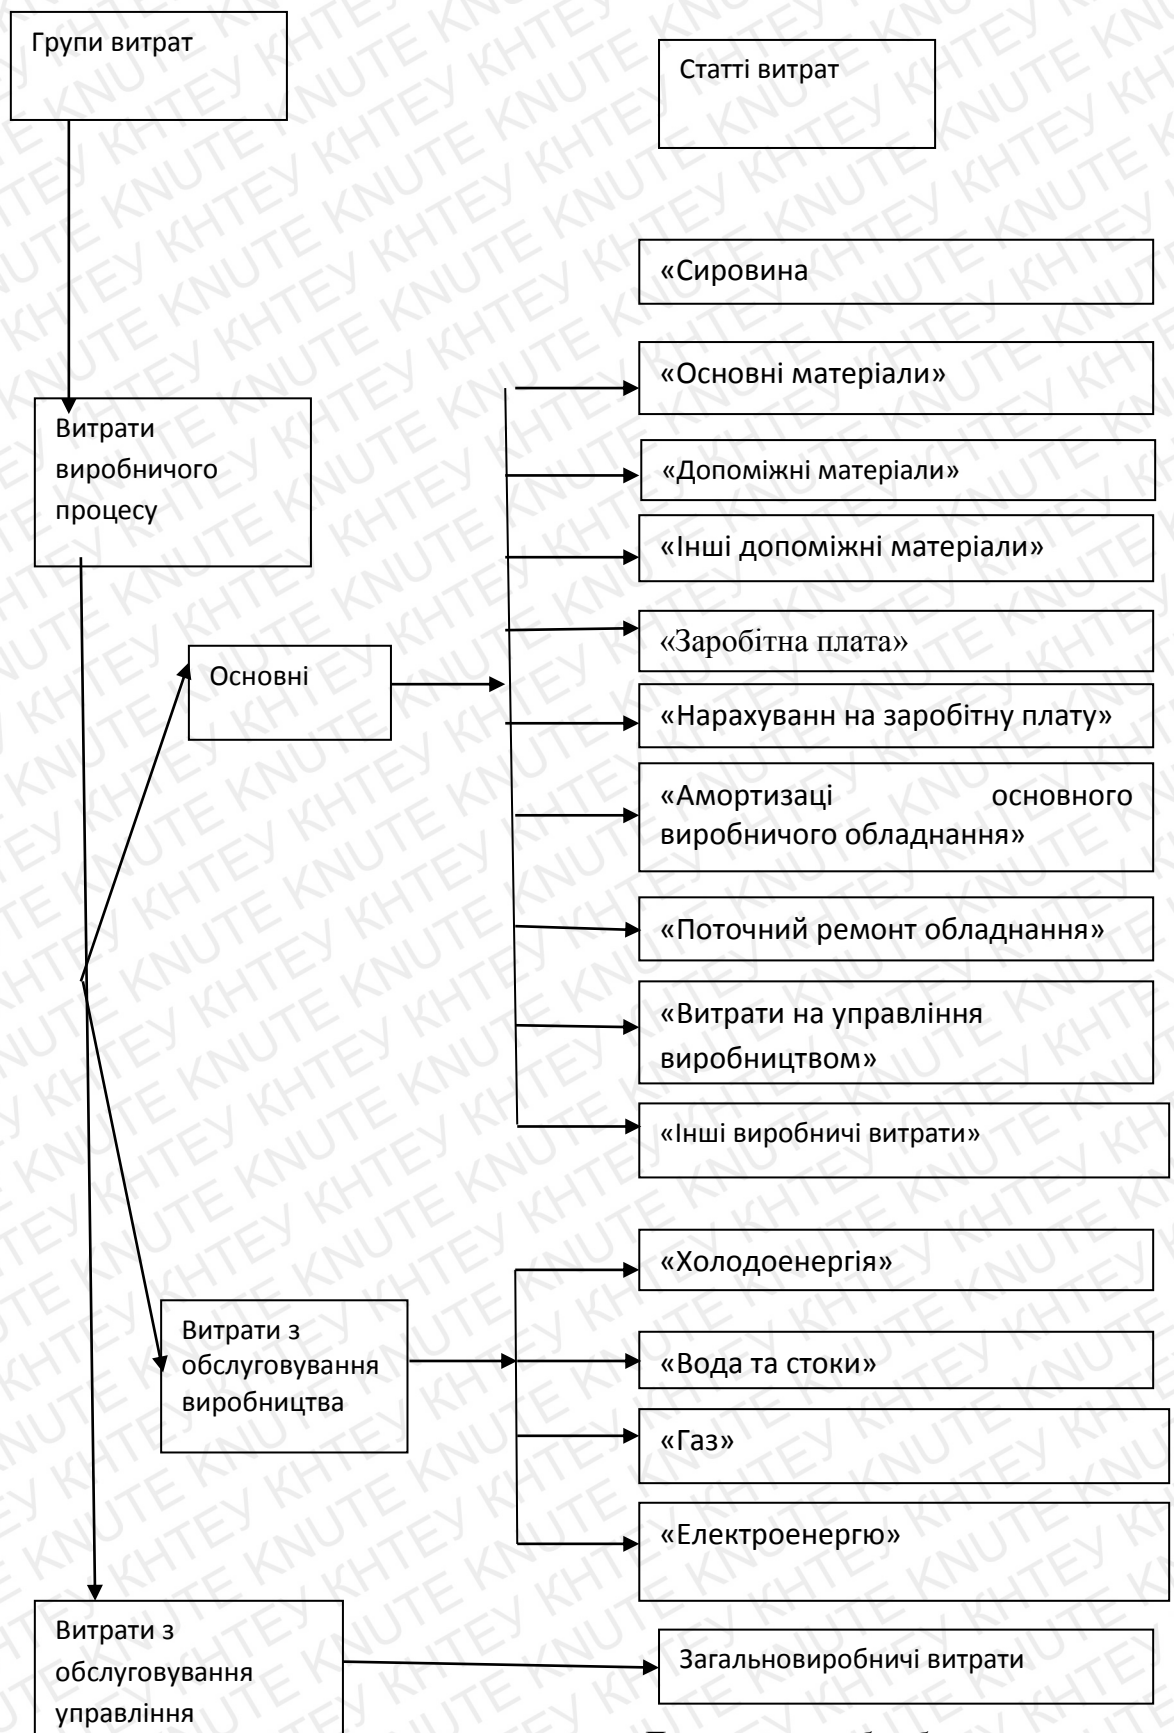 Групи витрат
Статті витрат
«Сировина
«Основні матеріали»
Витрати
виробничого
процесу
«Допоміжні матеріали»
«Інші допоміжні матеріали»
«Заробітна плата»
Основні
«Нарахуванн на заробітну плату»
«Амортизаці основного
виробничого обладнання»
«Поточний ремонт обладнання»
«Витрати на управління
виробництвом»
«Інші виробничі витрати»
«Холодоенергія»
Витрати з
обслуговування
виробництва
«Вода та стоки»
«Газ»
«Електроенергю»
Витрати з
обслуговування
управління
Загальновиробничі витрати